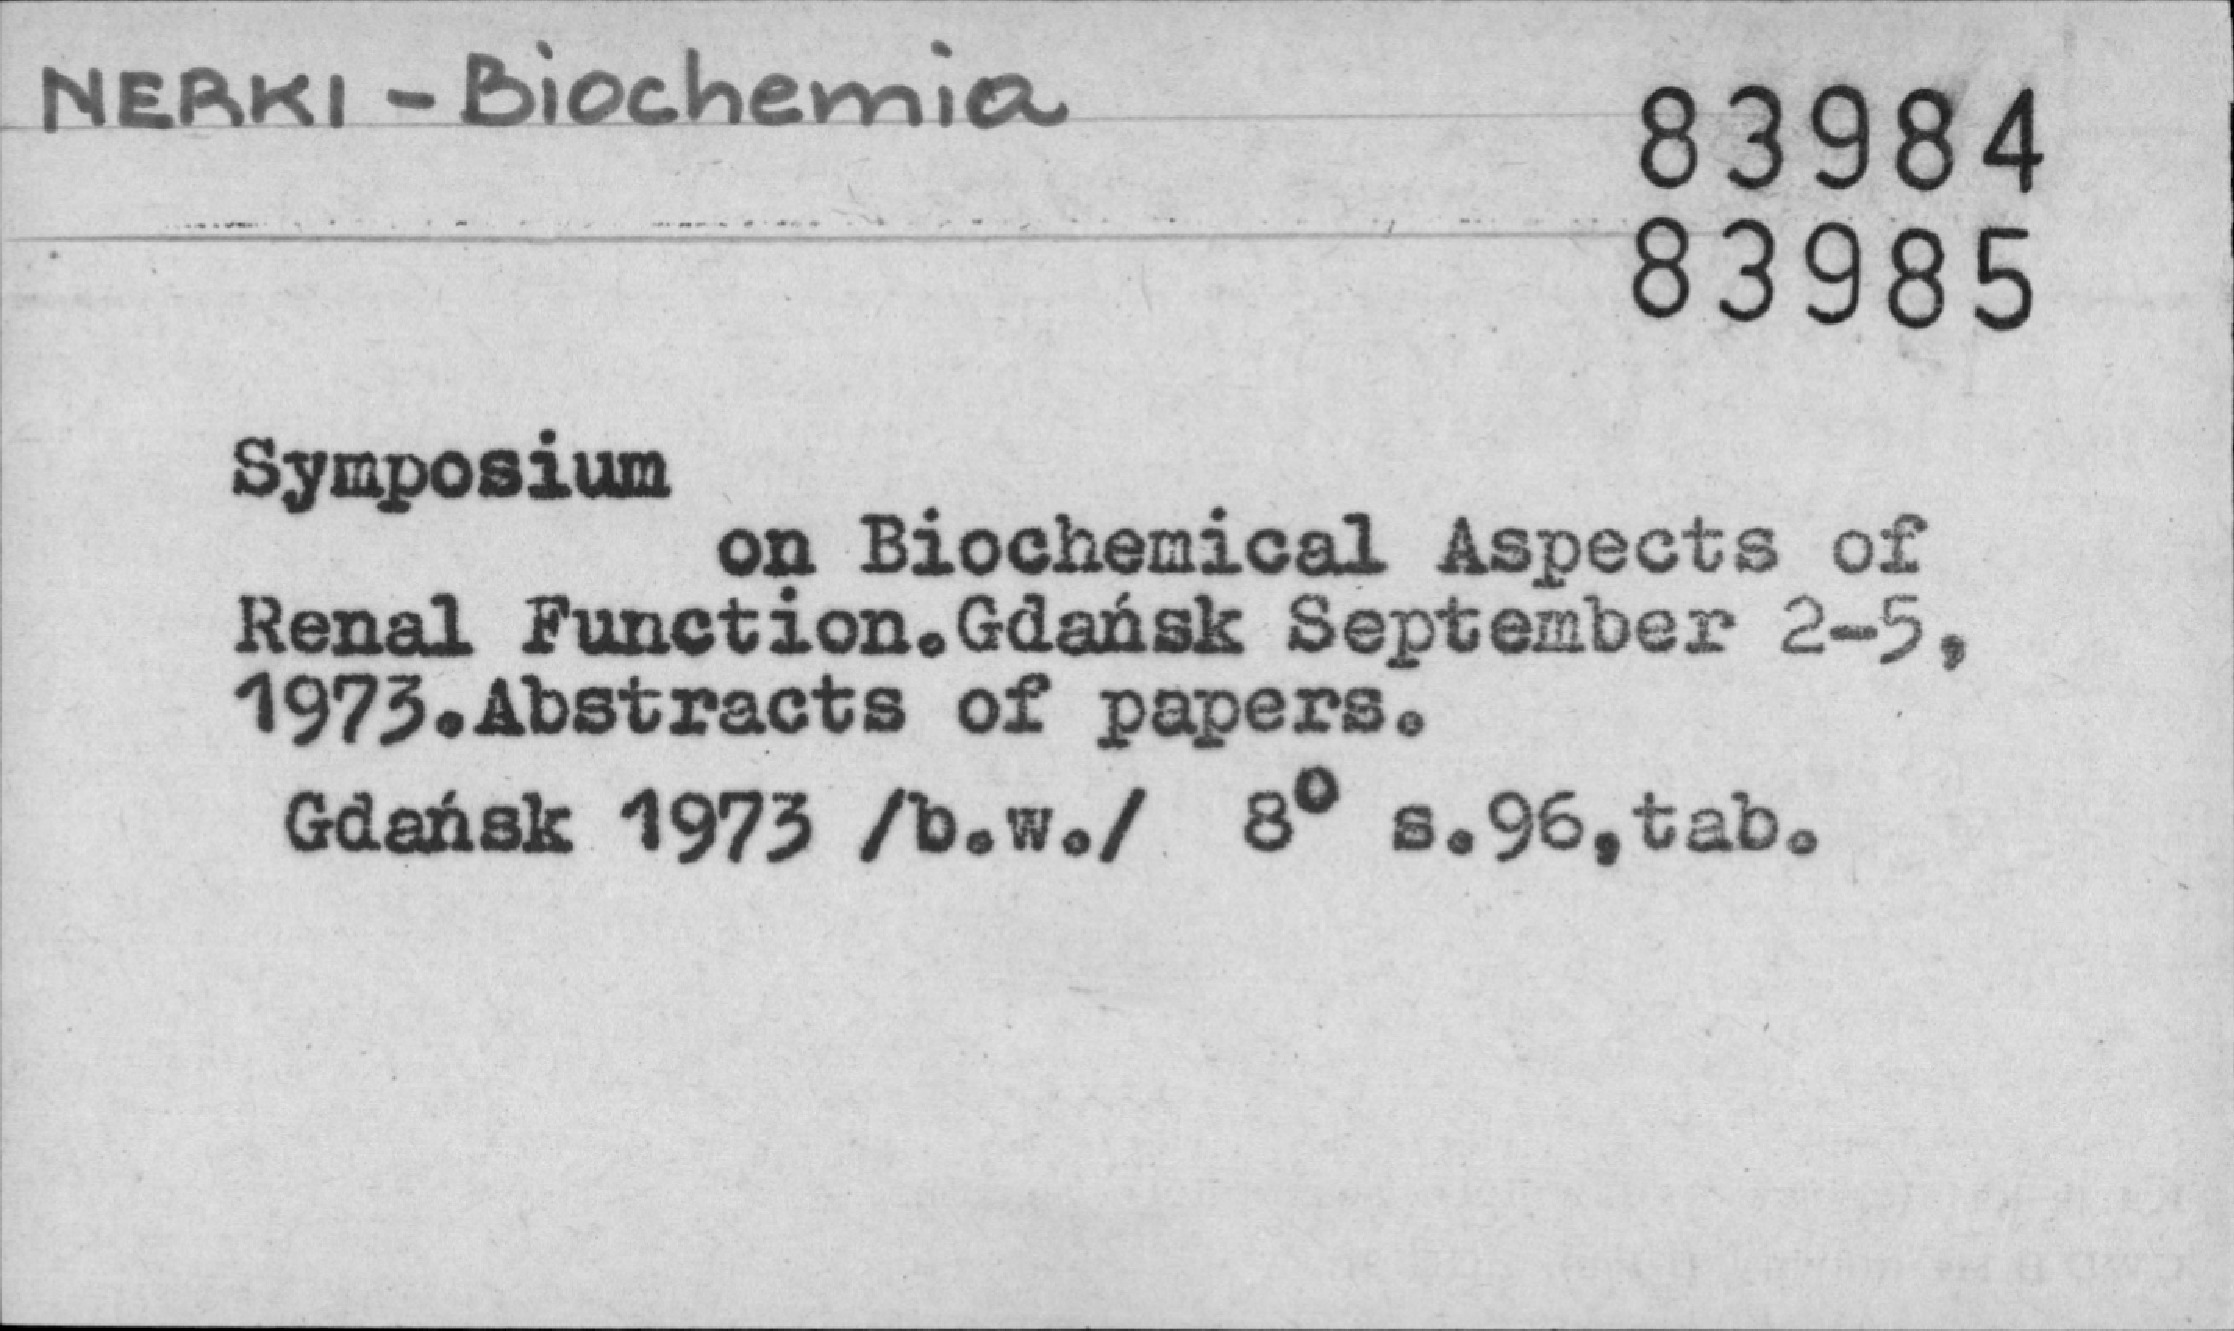 NERKI - Biochemia
83984
83985
Symposium
on Biochemical Aspects of
Renal Function.Gdańsk September 2-5,
1973.Abstracts of papers.
Gdańsk 1973 /b.w./ 8° s.96,tab.